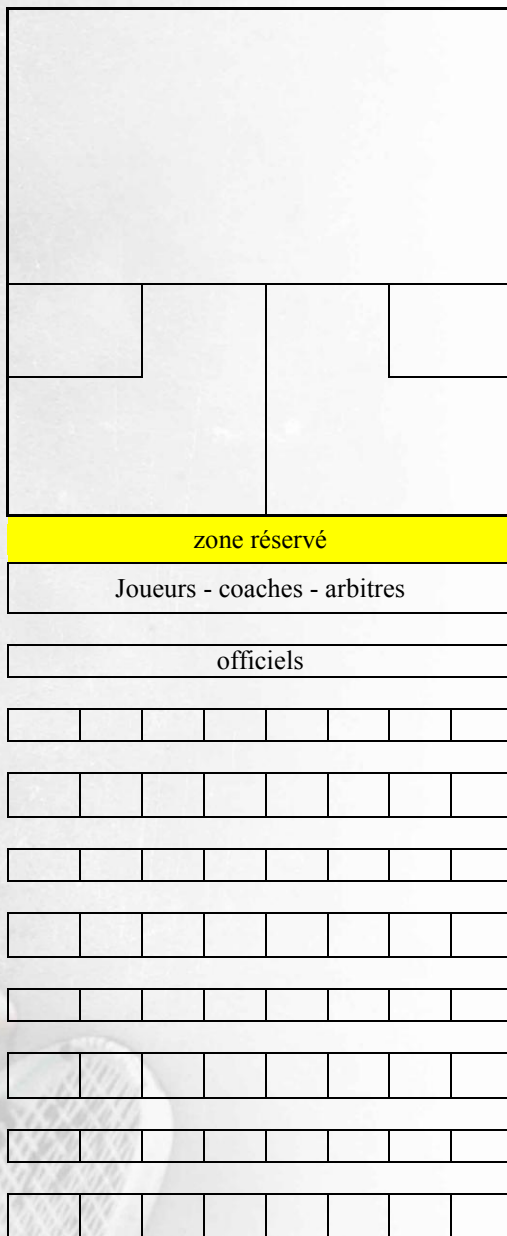 zone réservé
Joueurs - coaches - arbitres
officiels